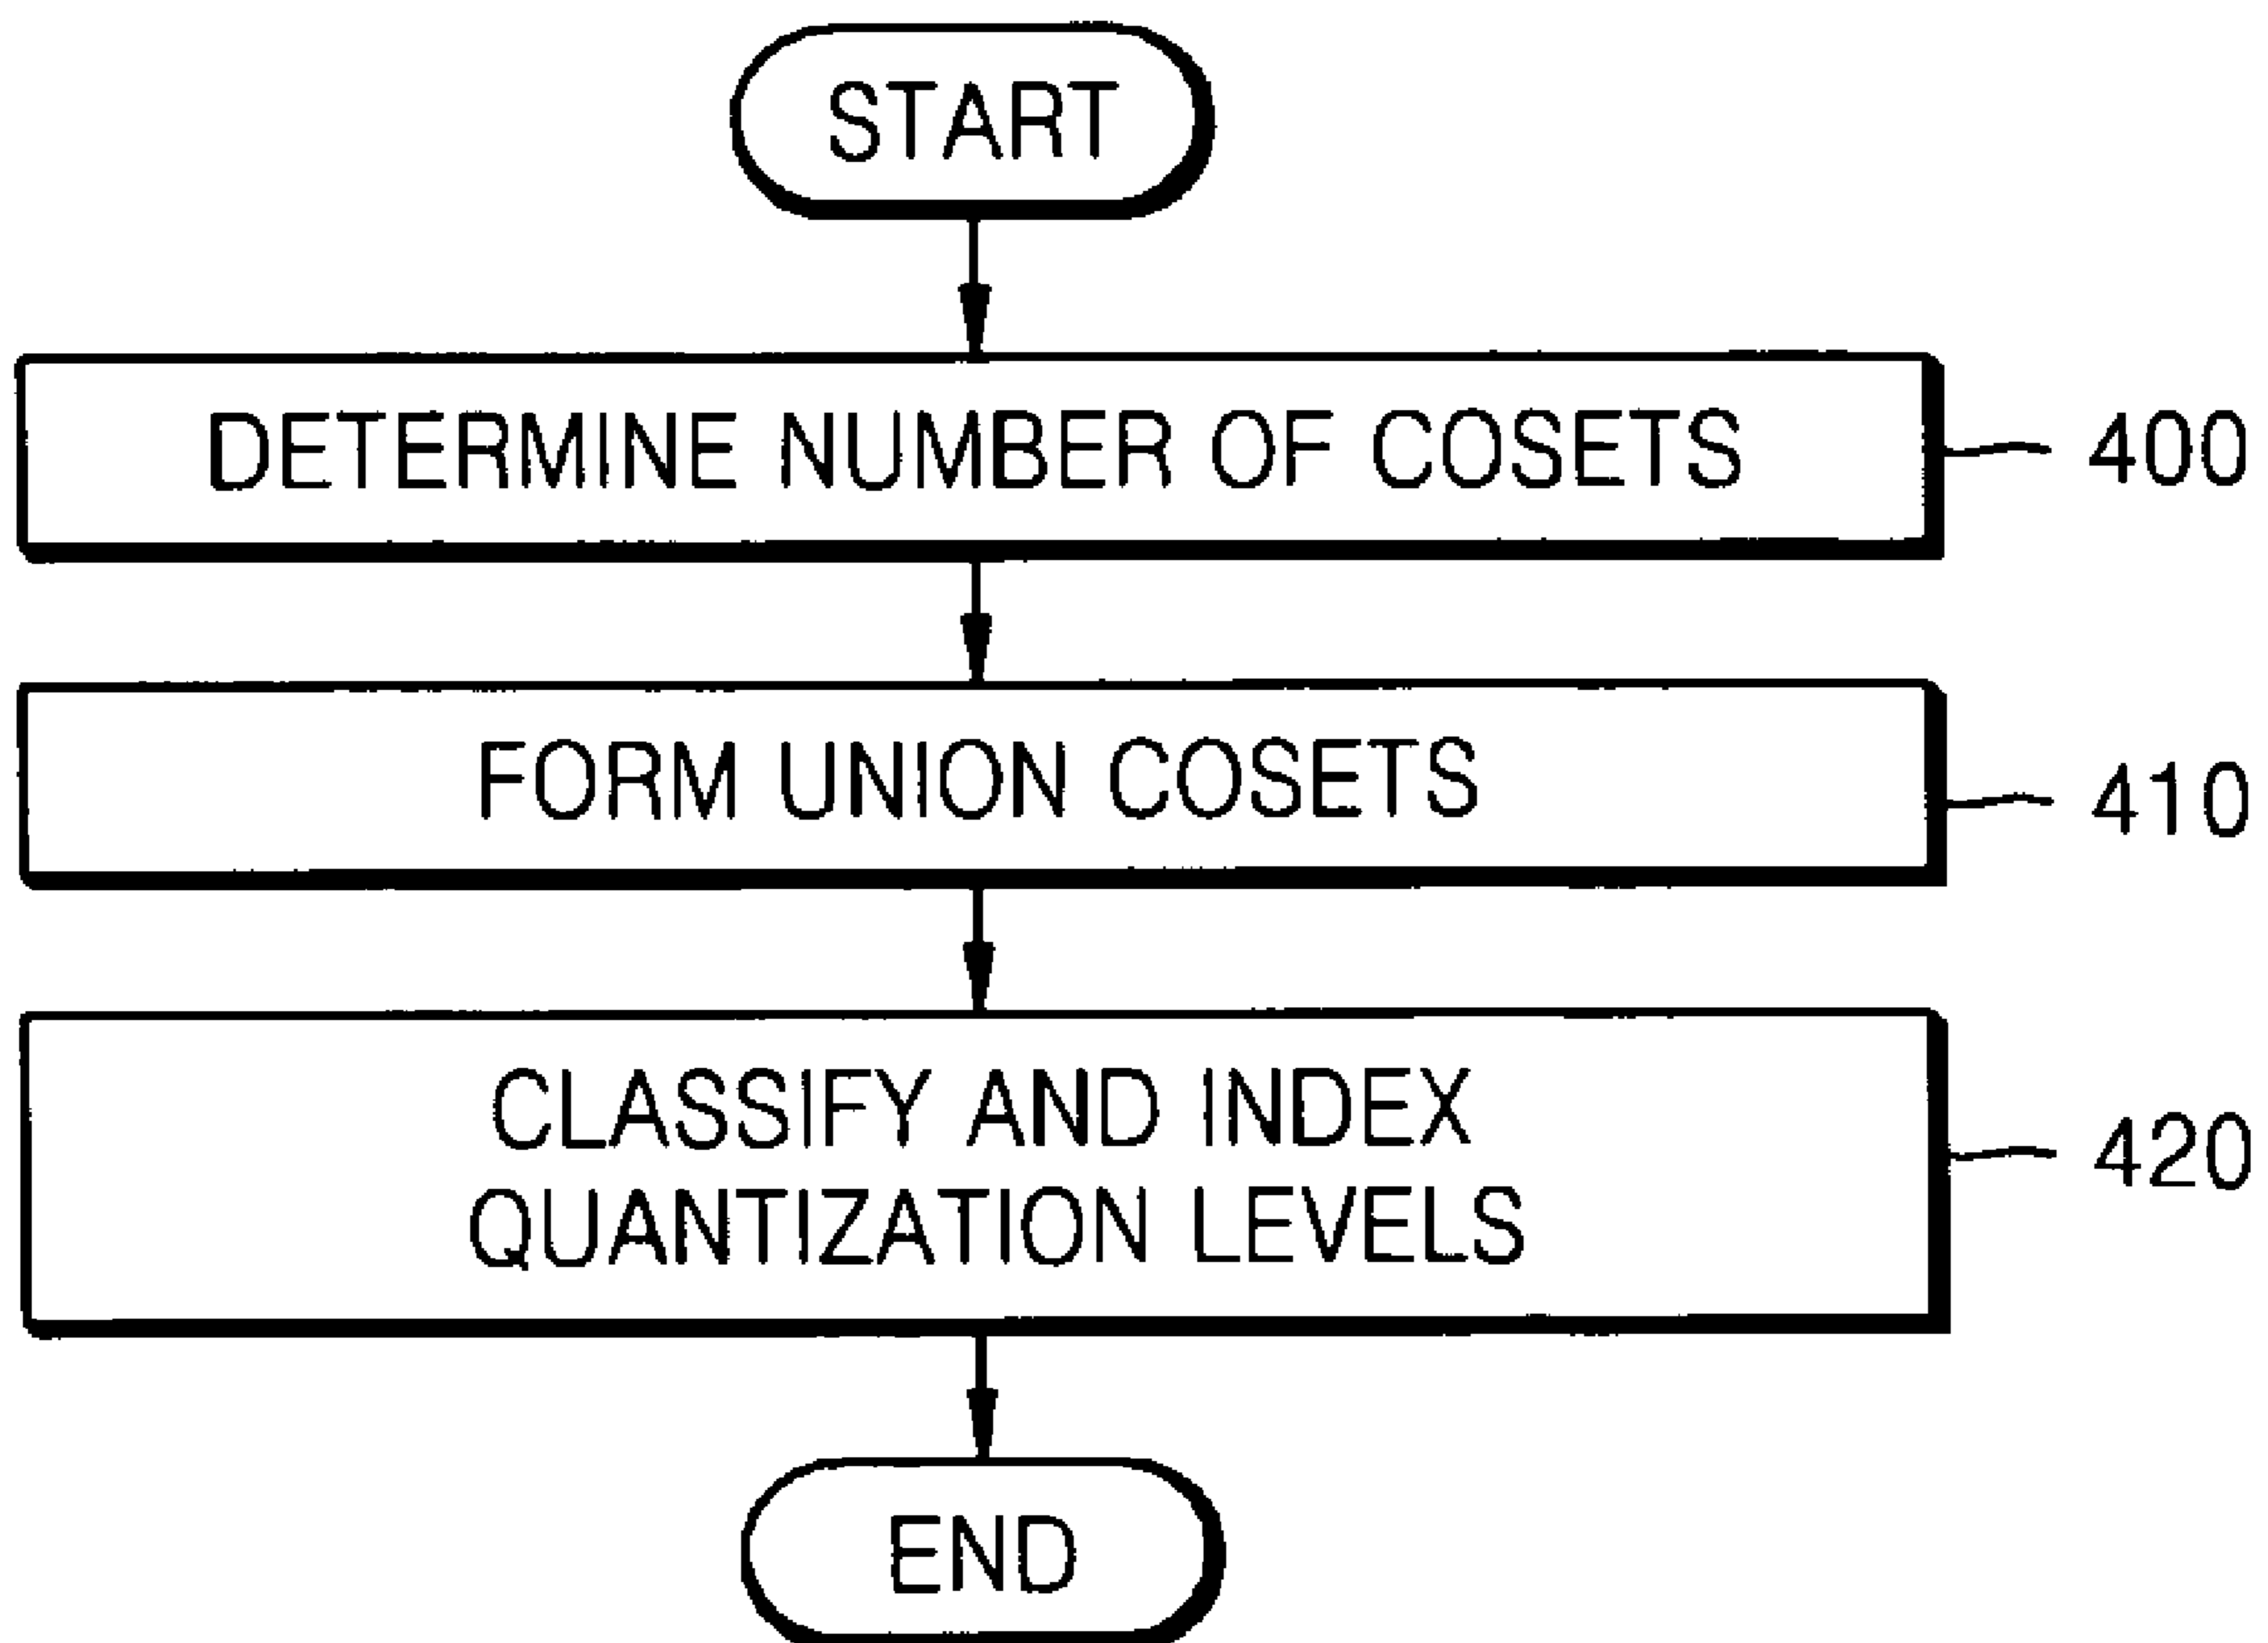 START
DETERMINE NUMBER OF COSETS
400
FORM UNION COSETS
410
CLASSIFY AND INDEX
QUANTIZATION LEVELS
420
END